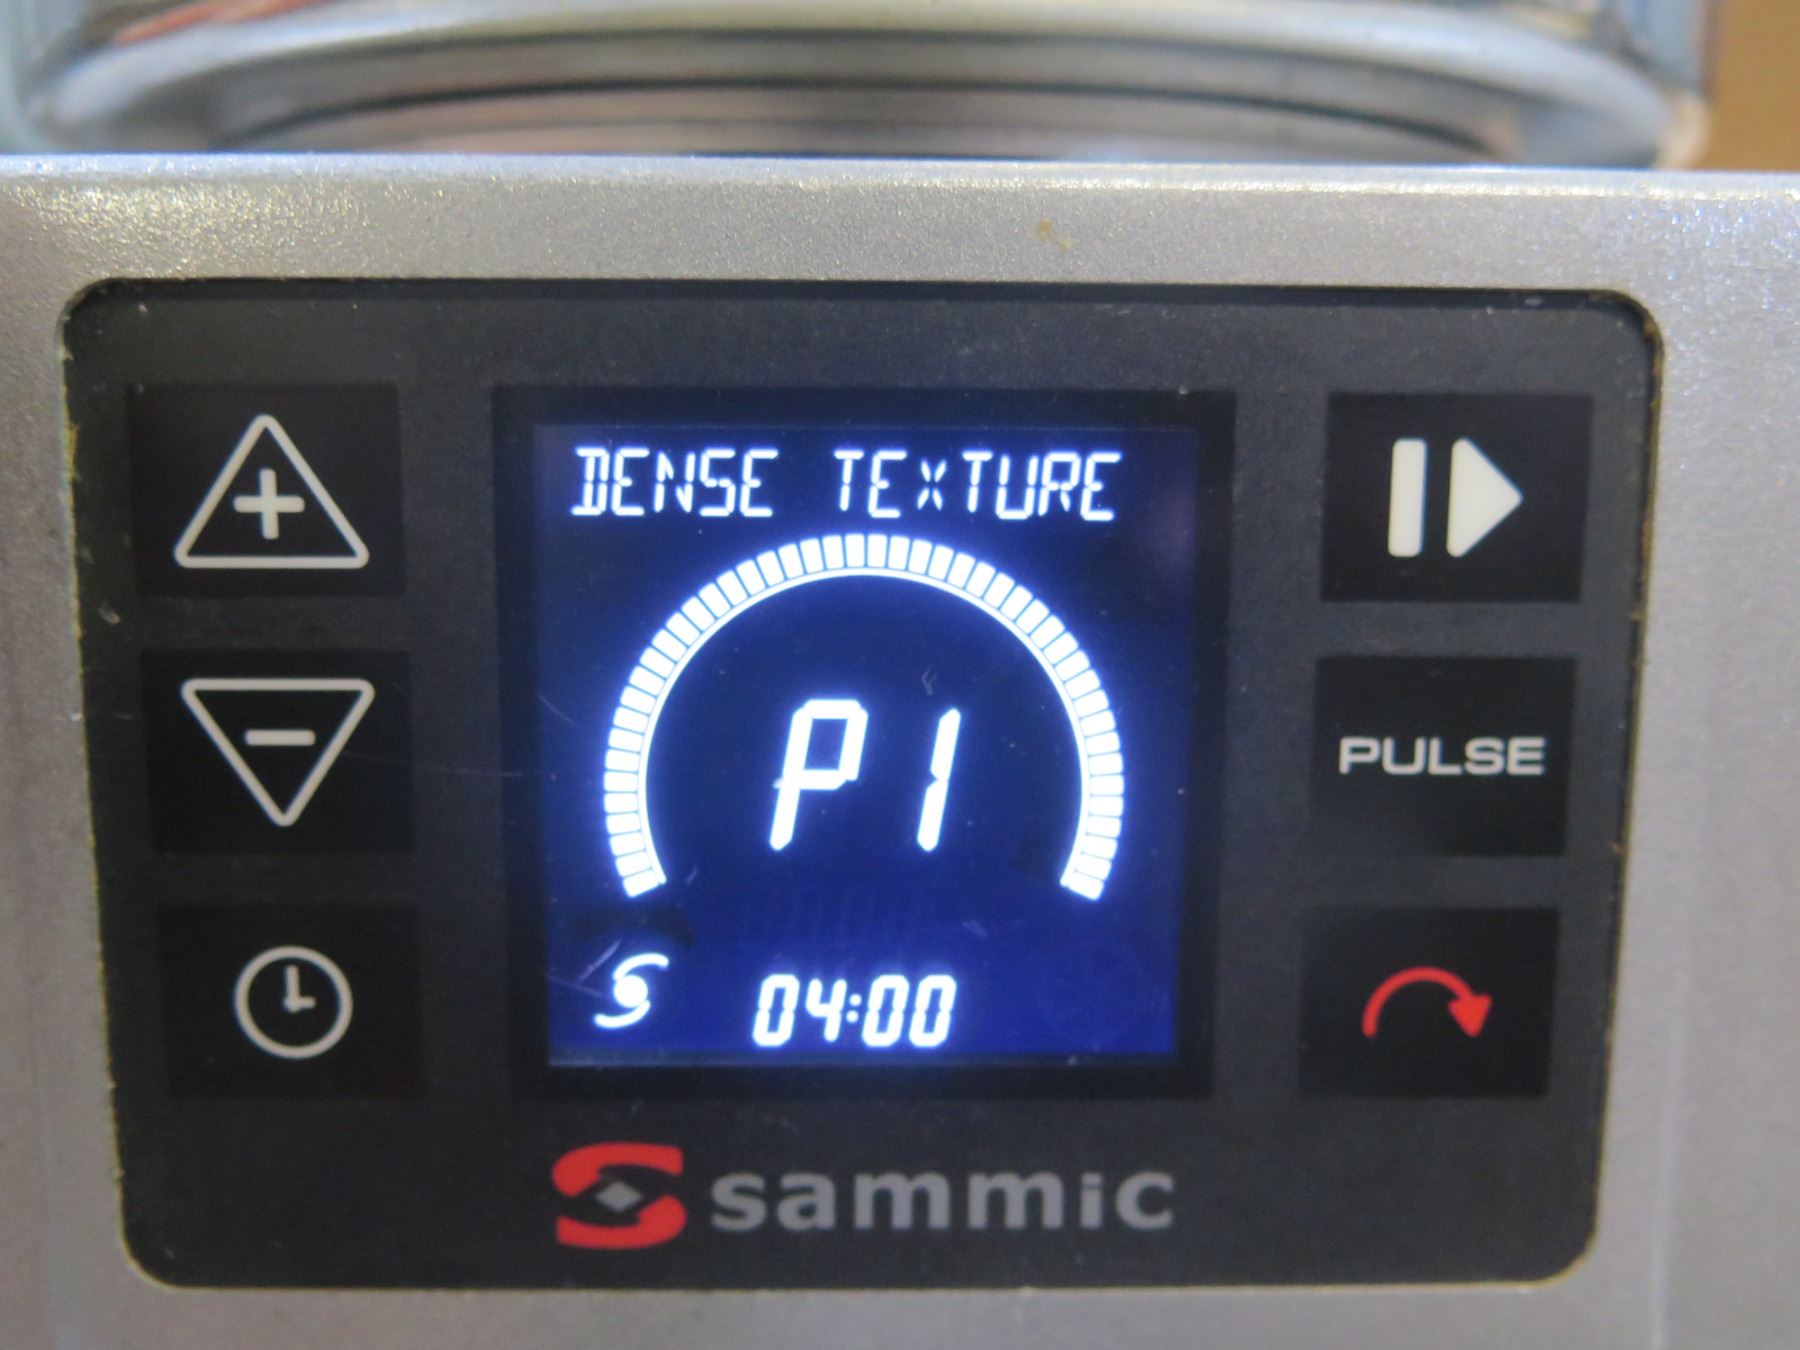 DENSE TEXTURE
P1
PULSE
04:00
sammic